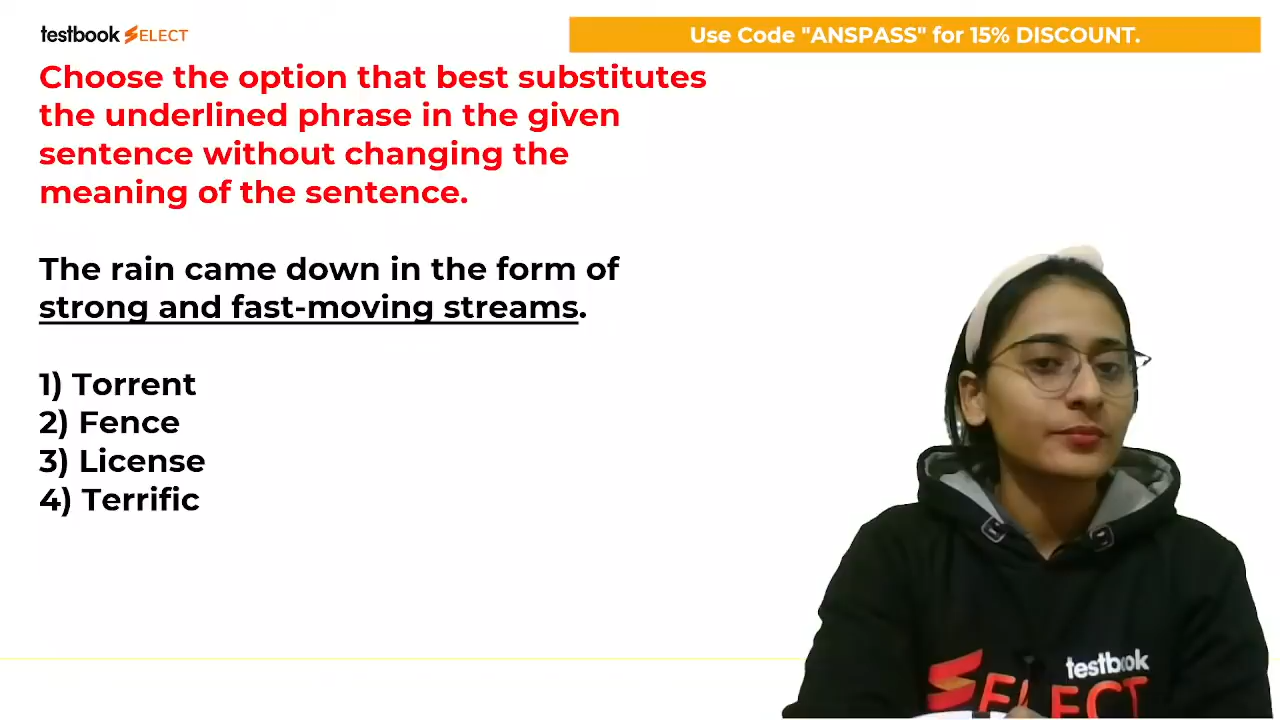 testbook SELECT
Use Code "ANSPASS" for 15% DISCOUNT.
Choose the option that best substitutes
the underlined phrase in the given
sentence without changing the
meaning of the sentence.
The rain came down in the form of
strong and fast-moving streams.
1) Torrent
2) Fence
3) License
4) Terrific
testbook
SELECT